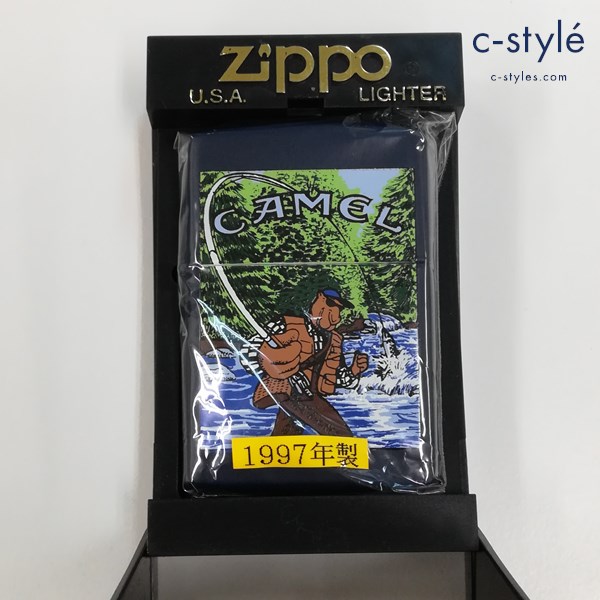 c-stylé
c-styles.com
zippo
U.S.A. LIGHTER
CAMEL
1997年製